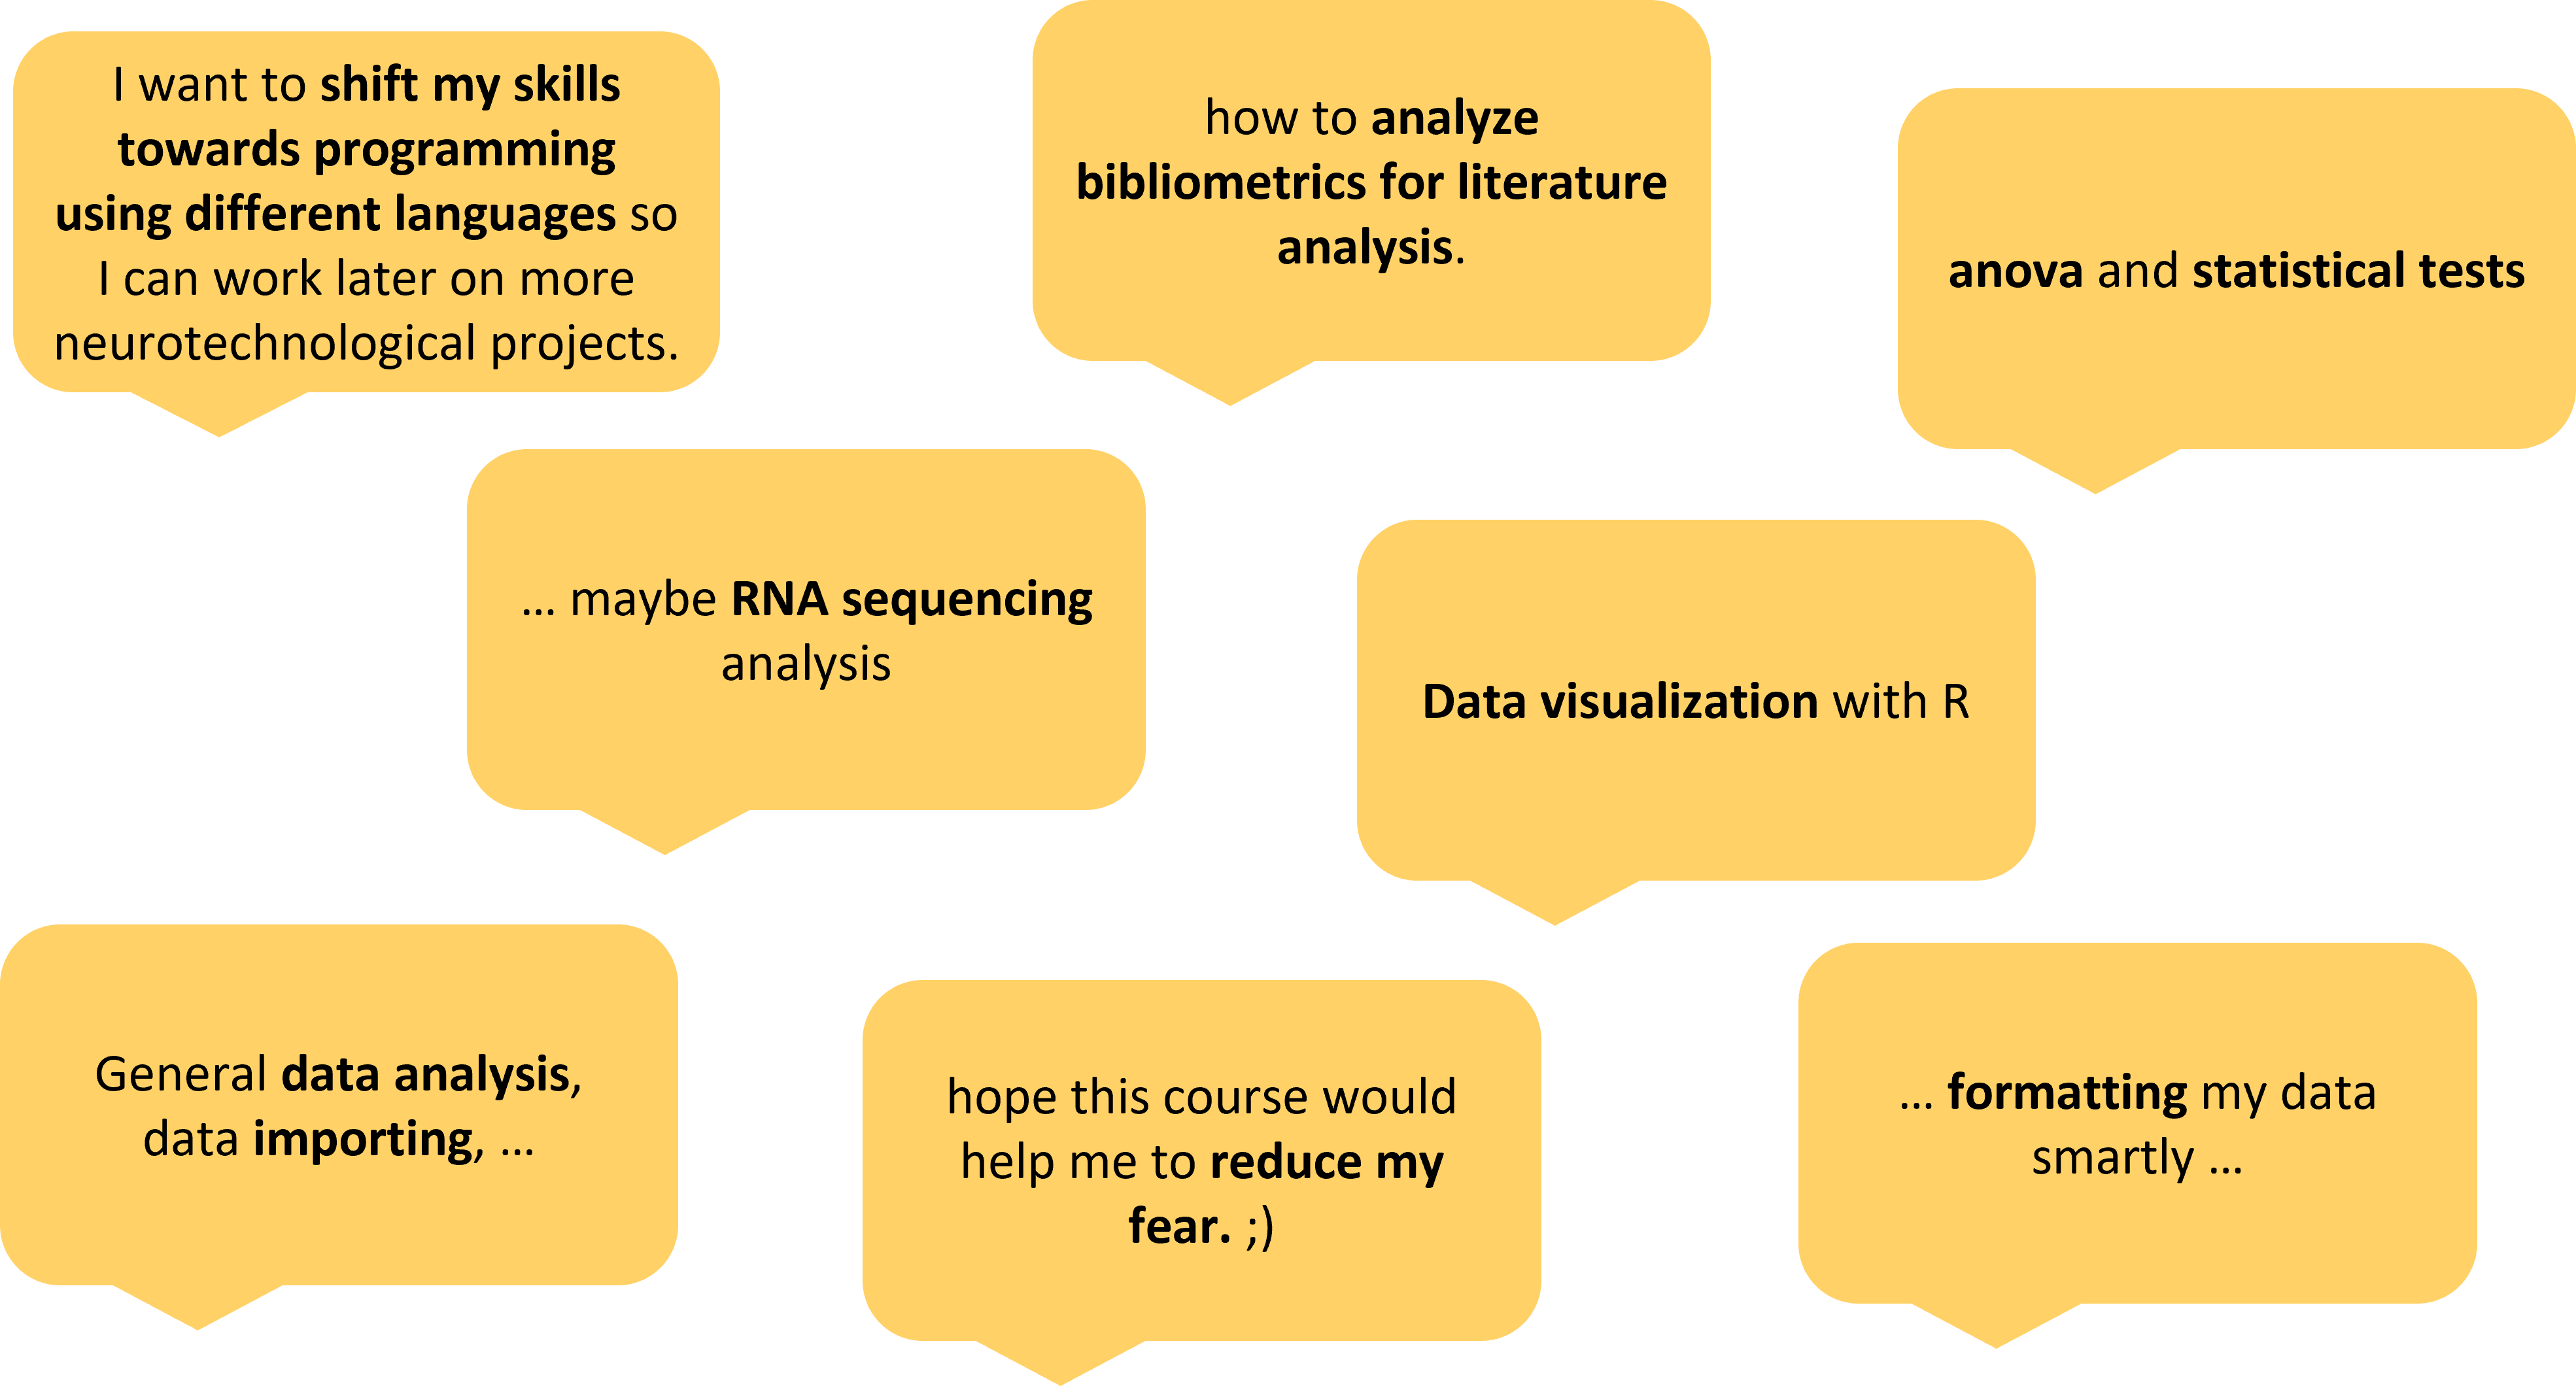 I want to shift my skills
towards programming
using different languages so
I can work later on more
neurotechnological projects.
how to analyze
bibliometrics for literature
analysis.
anova and statistical tests
... maybe RNA sequencing
analysis
Data visualization with R
General data analysis,
data importing, ...
hope this course would
help me to reduce my
fear. ;)
... formatting my data
smartly ...